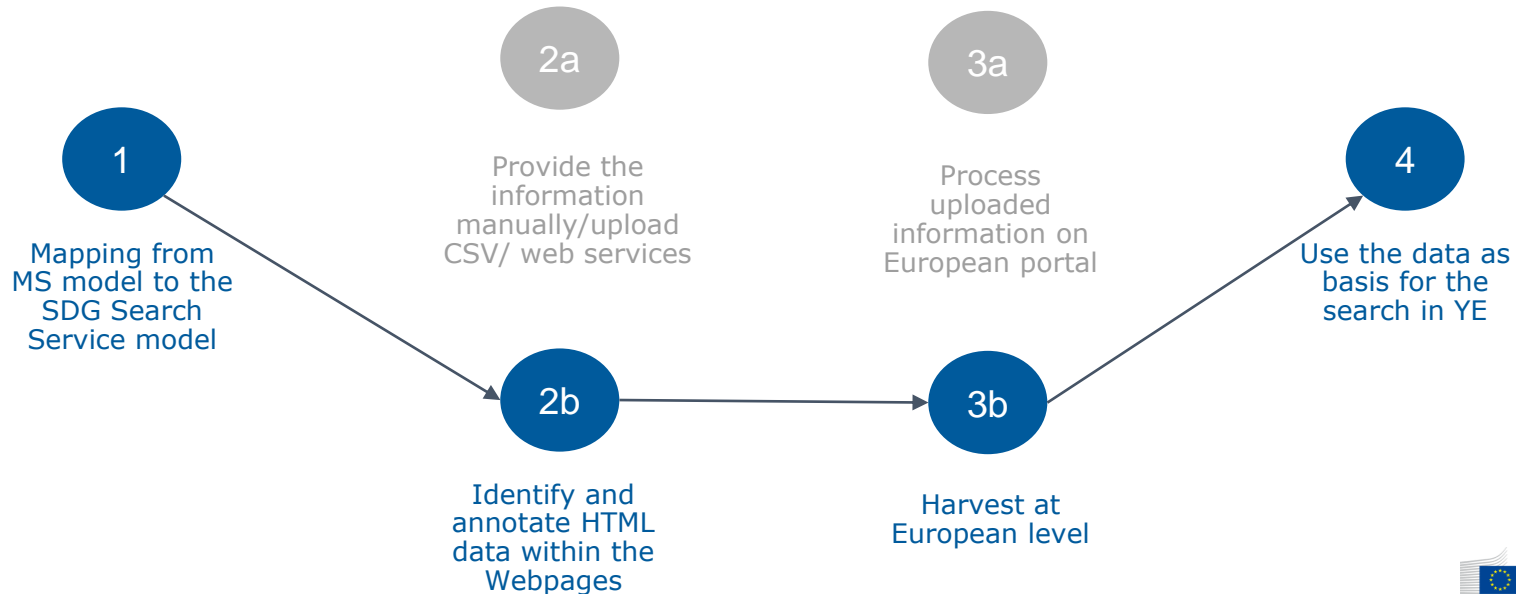 1
Mapping from
MS model to the
SDG Search
Service model
2a
Provide the
information
manually/upload
CSV/ web services
2b
Identify and
annotate HTML
data within the
Webpages
3a
Process
uploaded
information on
European portal
3b
Harvest at
European level
4
Use the data as
basis for the
search in YE